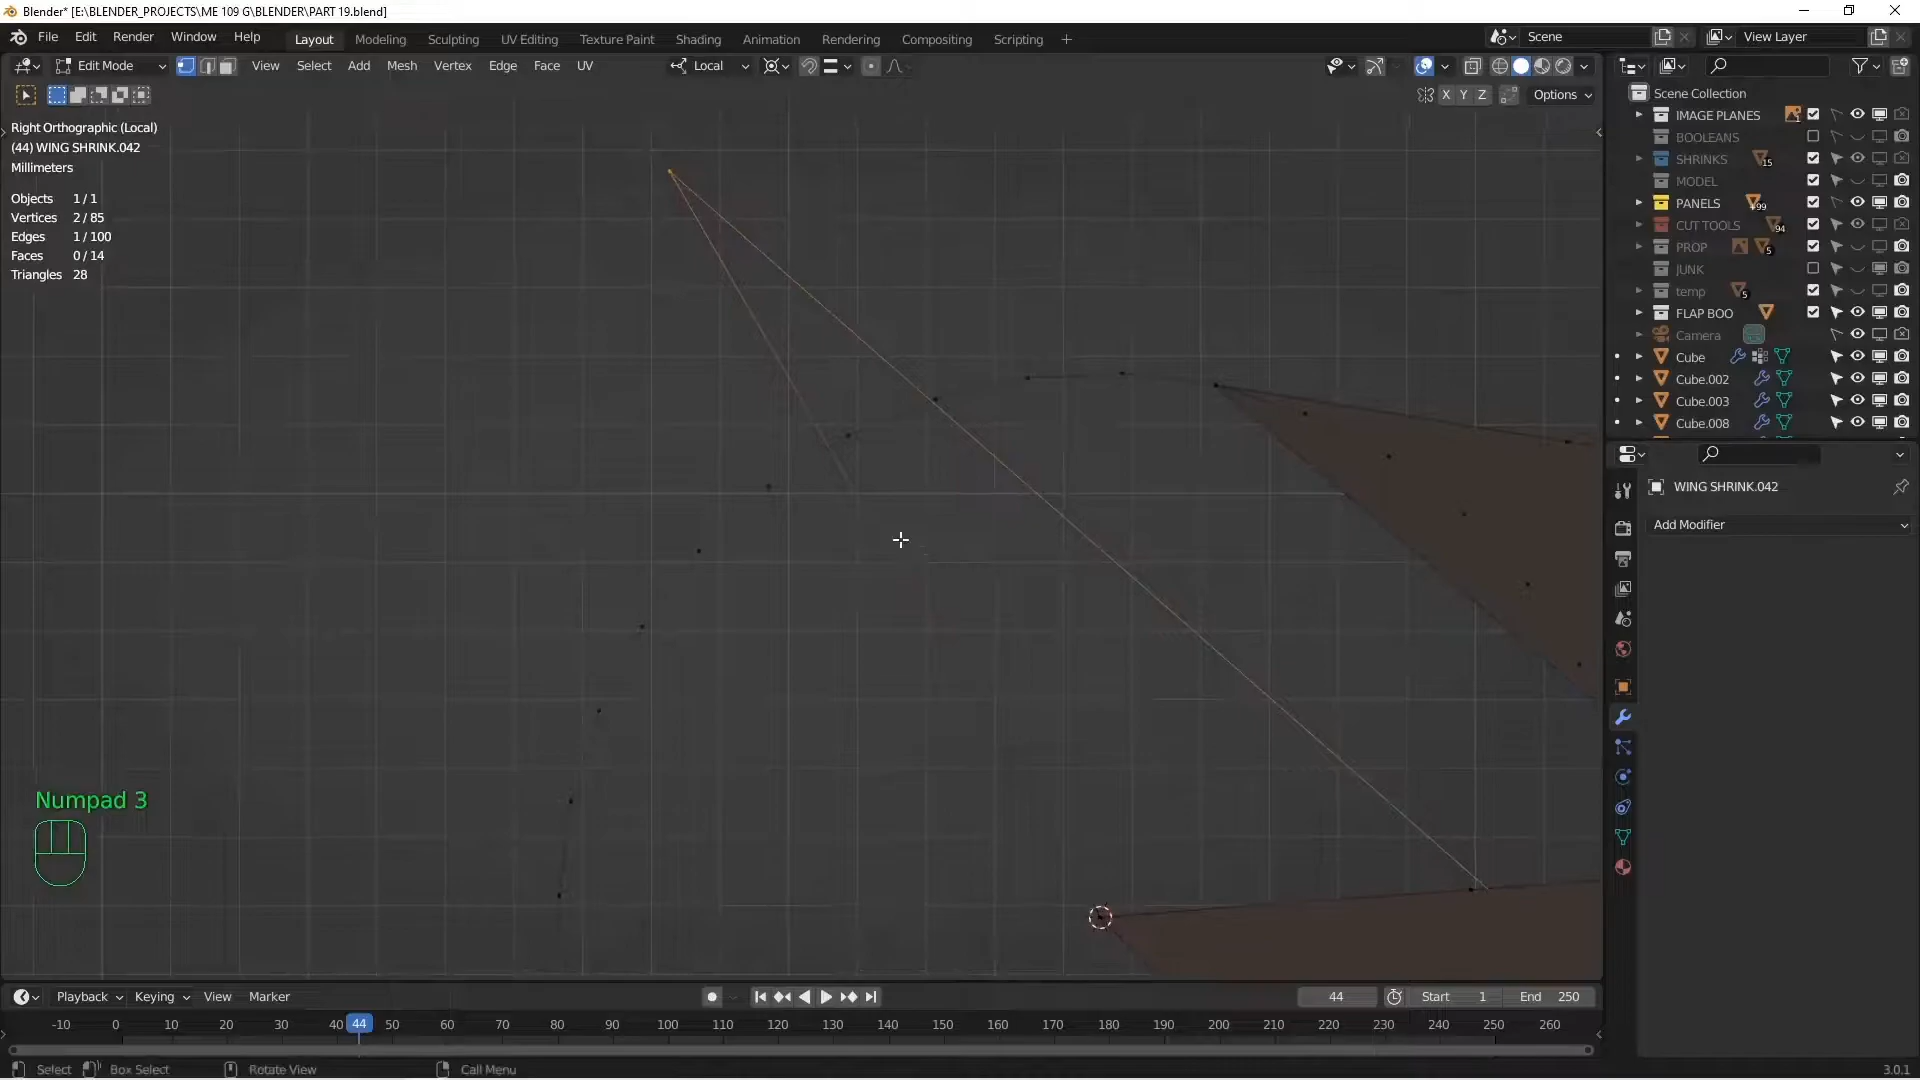 Blender* [E:\BLENDER_PROJECTS\ME 109 G\BLENDER\PART 19.blend]
File Edit Render Window Help Layout Modeling Sculpting UV Editing Texture Paint Shading Animation Rendering Compositing Scripting + Scene View Layer
Edit Mode View Select Add Mesh Vertex Edge Face UV Local
X Y Z Options
Right Orthographic (Local)
(44) WING SHRINK.042
Millimeters
Objects 1/1
Vertices 2/85
Edges 1/100
Faces 0/14
Triangles 28
Scene Collection
IMAGE PLANES 1
BOOLEANS
SHRINKS 15
MODEL
PANELS +99
CUT TOOLS 94
PROP 5
JUNK
temp 5
FLAP BOO
Camera
Cube
Cube.002
Cube.003
Cube.008
WING SHRINK.042
Add Modifier
Numpad 3
Playback Keying View Marker 44 Start 1 End 250
-10 0 10 20 30 40 44 50 60 70 80 90 100 110 120 130 140 150 160 170 180 190 200 210 220 230 240 250 260
Select Box Select Rotate View Call Menu 3.0.1